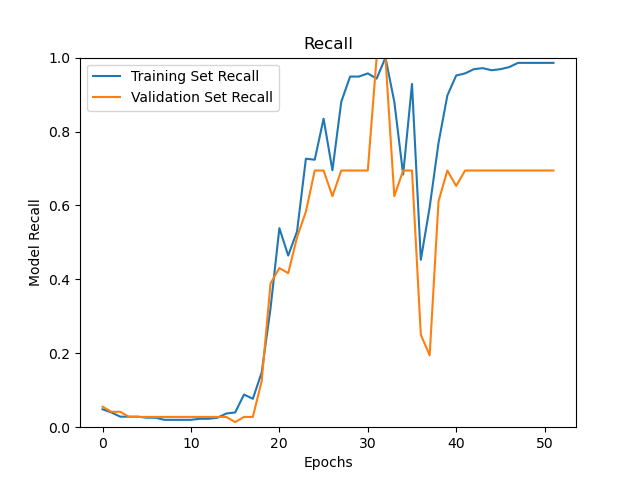 Recall
Training Set Recall
Validation Set Recall
1.0
0.8
0.6
0.4
0.2
0.0
Model Recall
0 10 20 30 40 50
Epochs